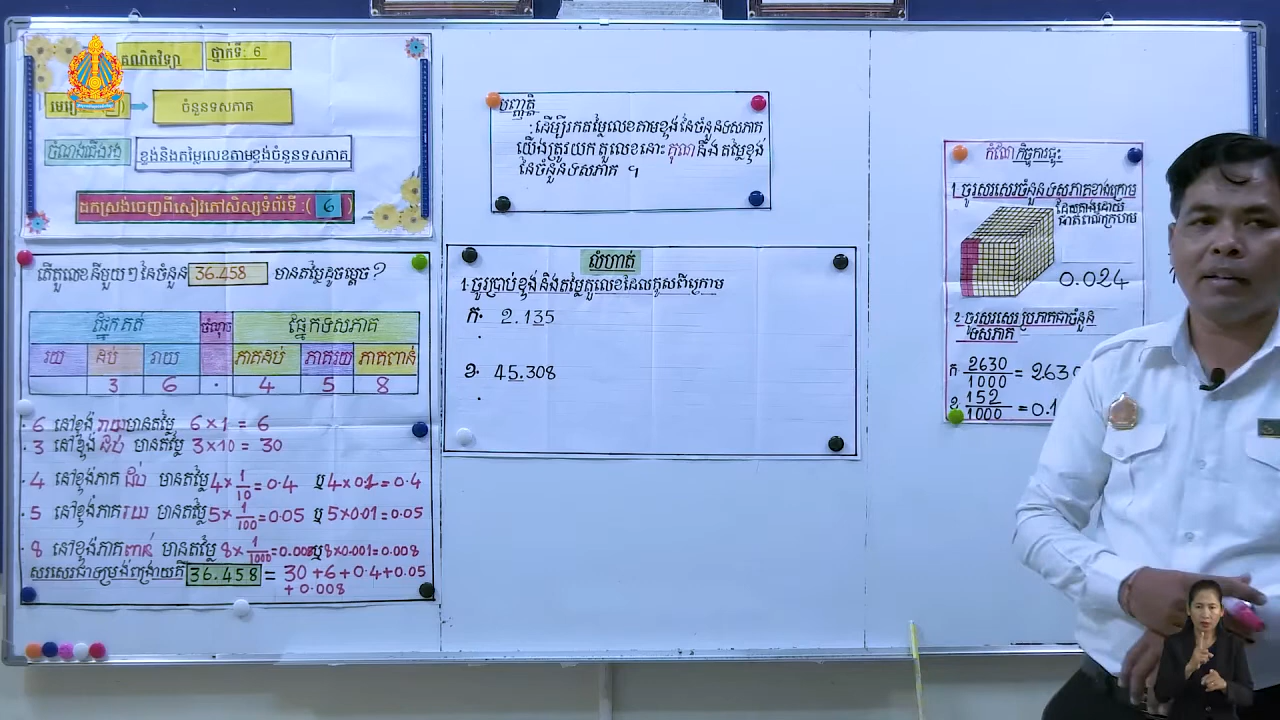 គណិតវិទ្យា
ថ្នាក់ទី: 6
ចំនួនទសភាគ
ចំណងជើងរង
ខ្ទង់និងតម្លៃលេខតាមខ្ទង់ចំនួនទសភាគ
ដកស្រង់ចេញពីសៀវភៅសិស្សទំព័រទី :( 6 )
តើតួលេខនីមួយៗនៃចំនួន 36.458 មានតម្លៃដូចម្តេច?
ផ្នែកគត់ ចំណុច ផ្នែកទសភាគ
រយ ដប់ រាយ ភាគដប់ ភាគរយ ភាគពាន់
3 6 . 4 5 8
. 6 នៅខ្ទង់រាយមានតម្លៃ 6 × 1 = 6
. 3 នៅខ្ទង់ ដប់ មានតម្លៃ 3×10 = 30
. 4 នៅខ្ទង់ភាគ ដប់ មានតម្លៃ 4 × 1/10 = 0.4 ឬ 4 × 0.1 = 0.4
. 5 នៅខ្ទង់ភាគរយ មានតម្លៃ 5 × 1/100 = 0.05 ឬ 5×0.01 = 0.05
. 8 នៅខ្ទង់ភាគពាន់ មានតម្លៃ 8 × 1/1000 = 0.008 ឬ 8×0.001 = 0.008
សរសេរជាទម្រង់ពង្រាយគឺ 36.458 = 30 + 6 + 0.4 + 0.05
+ 0.008
បញ្ញត្តិ
ដើម្បីរកតម្លៃលេខតាមខ្ទង់នៃចំនួនទសភាគ
យើងត្រូវយក តួលេខនោះគុណនឹង តម្លៃខ្ទង់
នៃចំនួនទសភាគ ។
លំហាត់
1. ចូរប្រាប់ខ្ទង់និងតម្លៃតួលេខដែលគូសពីក្រោម
ក. 2.135
ខ. 45.308
កំណែកិច្ចការផ្ទះ
1. ចូរសរសេរចំនួនទសភាគខាងក្រោម
0.024
2. ចូរសរសេរប្រភាគជាចំនួន
ទសភាគ
ក 2630/1000 = 2.630
ខ 152/1000 = 0.1